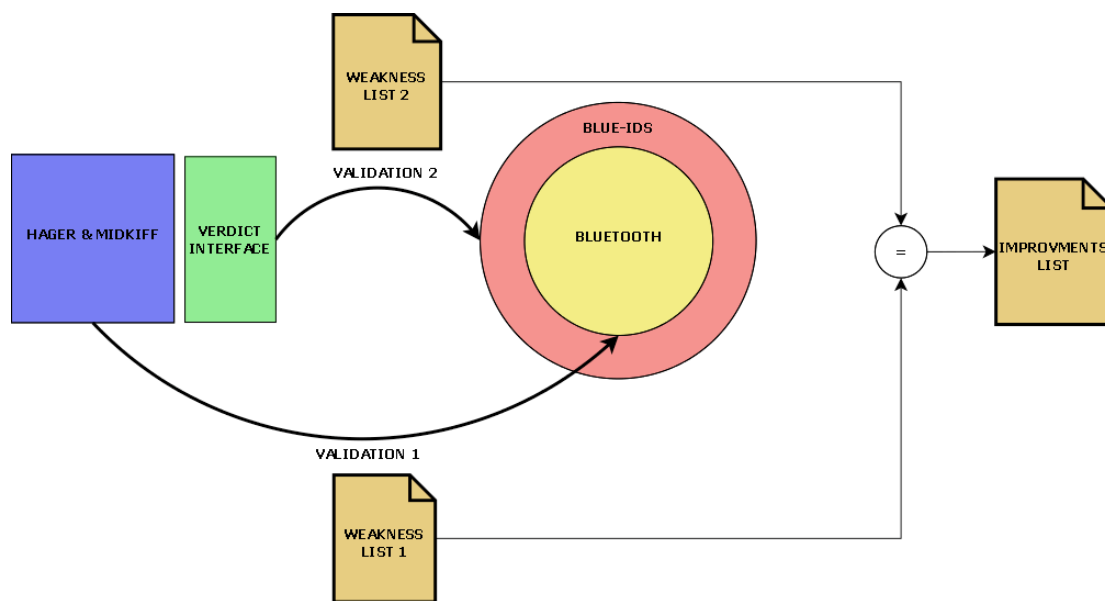 WEAKNESS
LIST 2
BLUE-IDS
VALIDATION 2
HAGER & MIDKIFF
VERDICT
INTERFACE
BLUETOOTH
=
IMPROVMENTS
LIST
VALIDATION 1
WEAKNESS
LIST 1